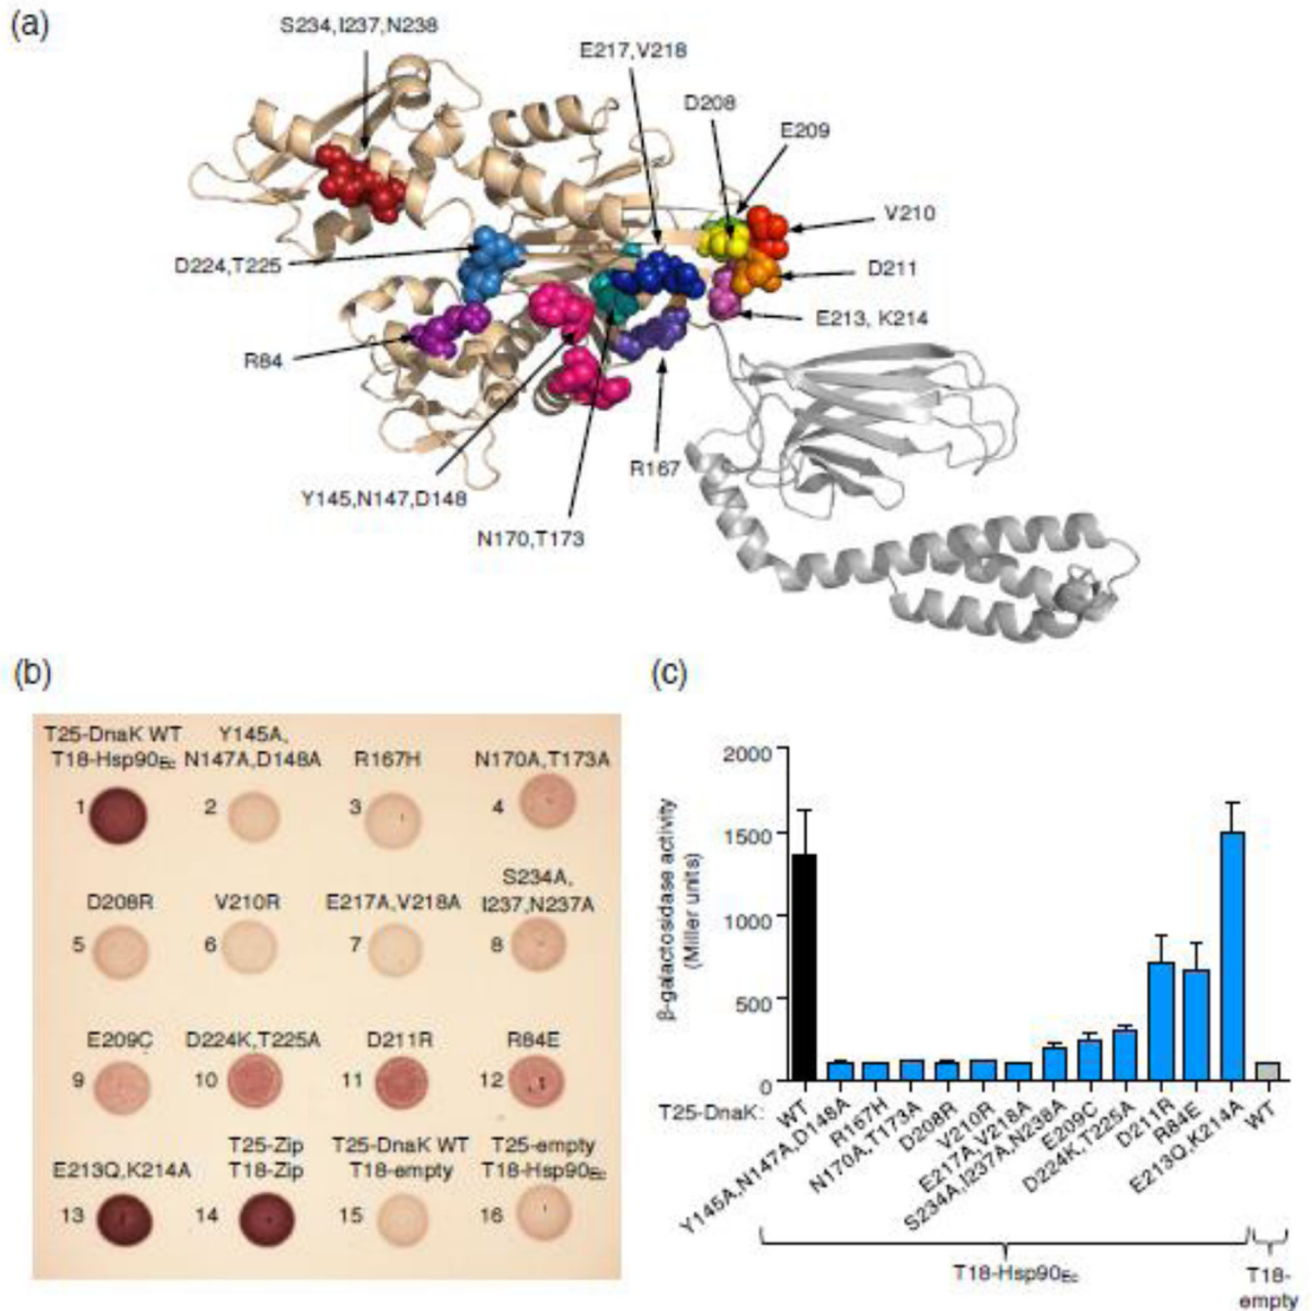 (a)
S234,I237,N238
E217,V218
D208
E209
V210
D224,T225
D211
E213, K214
R84
R167
Y145,N147,D148
N170,T173
(b)
T25-DnaK WT
T18-Hsp90Ec
Y145A,
N147A,D148A
R167H
N170A,T173A
1
2
3
4
D208R
V210R
E217A,V218A
S234A,
I237,N237A
5
6
7
8
E209C
D224K,T225A
D211R
R84E
9
10
11
12
E213Q,K214A
T25-Zip
T18-Zip
T25-DnaK WT
T18-empty
T25-empty
T18-Hsp90Ec
13
14
15
16
(c)
β-galactosidase activity
(Miller units)
2000
1500
1000
500
0
T25-DnaK:
WT
Y145A,N147A,D148A
R167H
N170A,T173A
D208R
V210R
E217A,V218A
S234A,I237A,N238A
E209C
D224K,T225A
D211R
R84E
E213Q,K214A
WT
T18-Hsp90Ec
T18-
empty